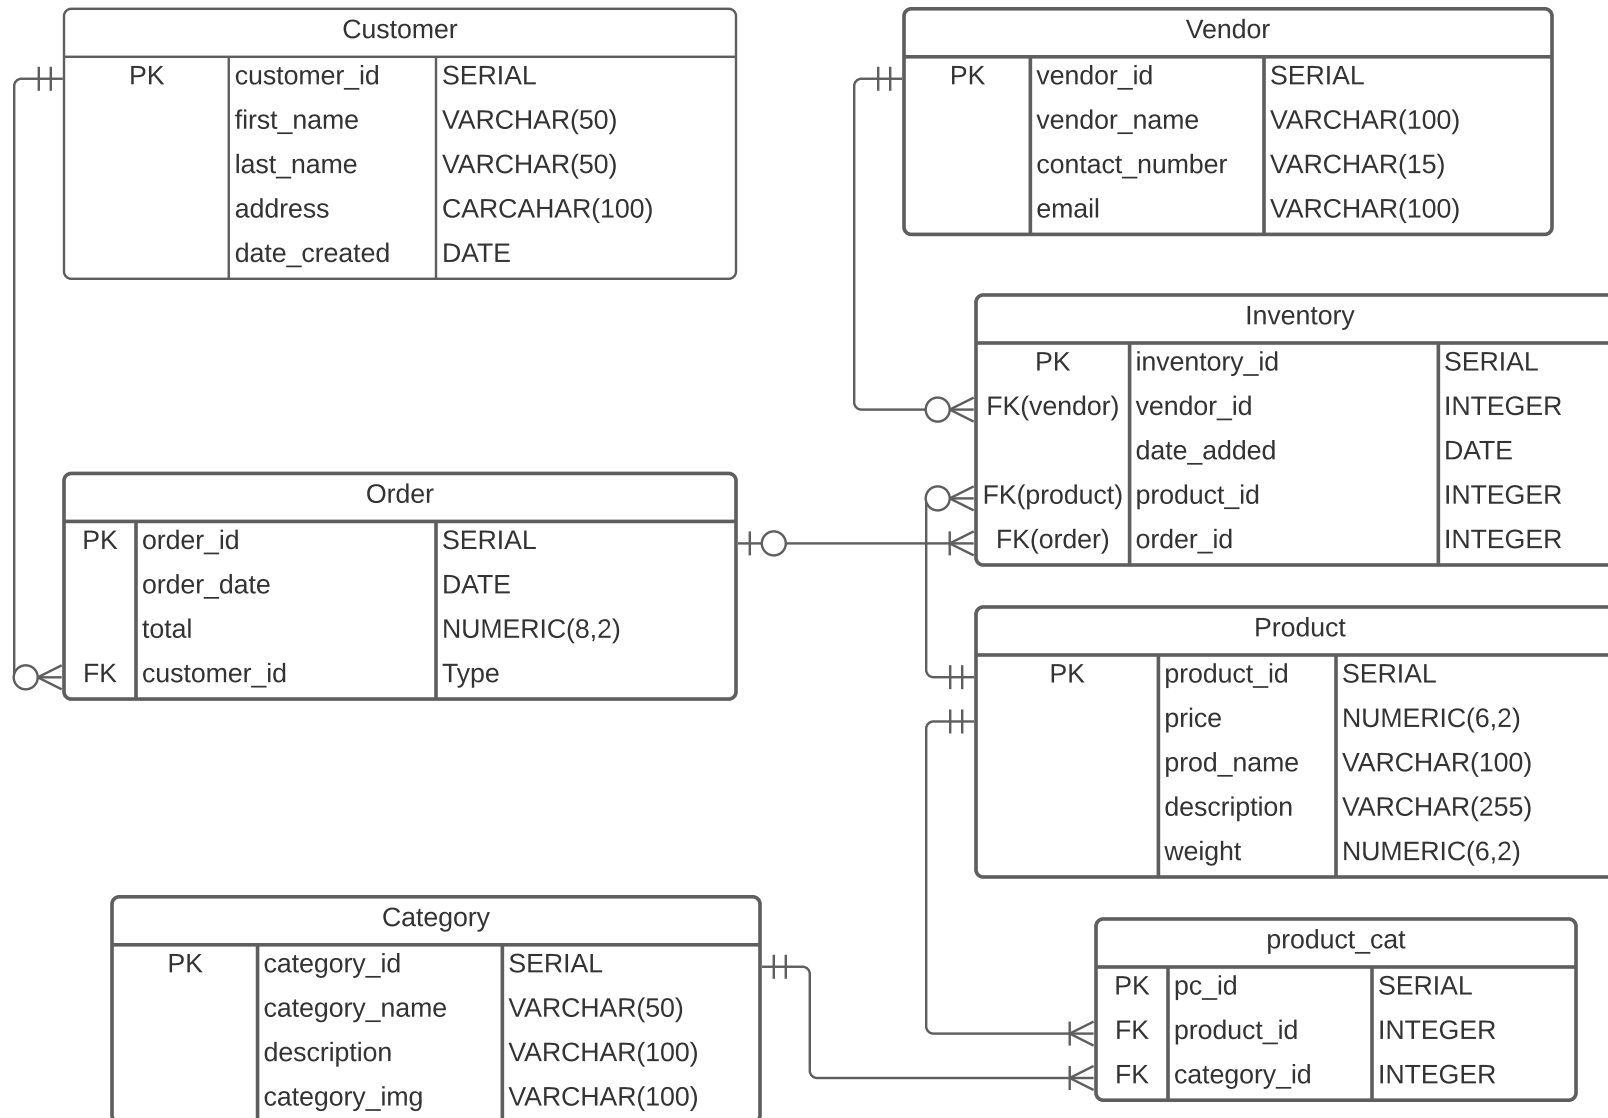 Customer
PK customer_id SERIAL
first_name VARCHAR(50)
last_name VARCHAR(50)
address CARCAHAR(100)
date_created DATE
Vendor
PK vendor_id SERIAL
vendor_name VARCHAR(100)
contact_number VARCHAR(15)
email VARCHAR(100)
Inventory
PK inventory_id SERIAL
FK(vendor) vendor_id INTEGER
date_added DATE
FK(product) product_id INTEGER
FK(order) order_id INTEGER
Order
PK order_id SERIAL
order_date DATE
total NUMERIC(8,2)
FK customer_id Type
Product
PK product_id SERIAL
price NUMERIC(6,2)
prod_name VARCHAR(100)
description VARCHAR(255)
weight NUMERIC(6,2)
Category
PK category_id SERIAL
category_name VARCHAR(50)
description VARCHAR(100)
category_img VARCHAR(100)
product_cat
PK pc_id SERIAL
FK product_id INTEGER
FK category_id INTEGER